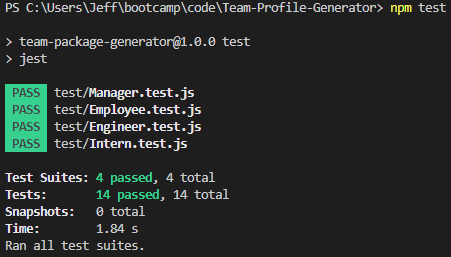 PS C:\Users\Jeff\bootcamp\code\Team-Profile-Generator> npm test
> team-package-generator@1.0.0 test
> jest
PASS test/Manager.test.js
PASS test/Employee.test.js
PASS test/Engineer.test.js
PASS test/Intern.test.js
Test Suites: 4 passed, 4 total
Tests: 14 passed, 14 total
Snapshots: 0 total
Time: 1.84 s
Ran all test suites.